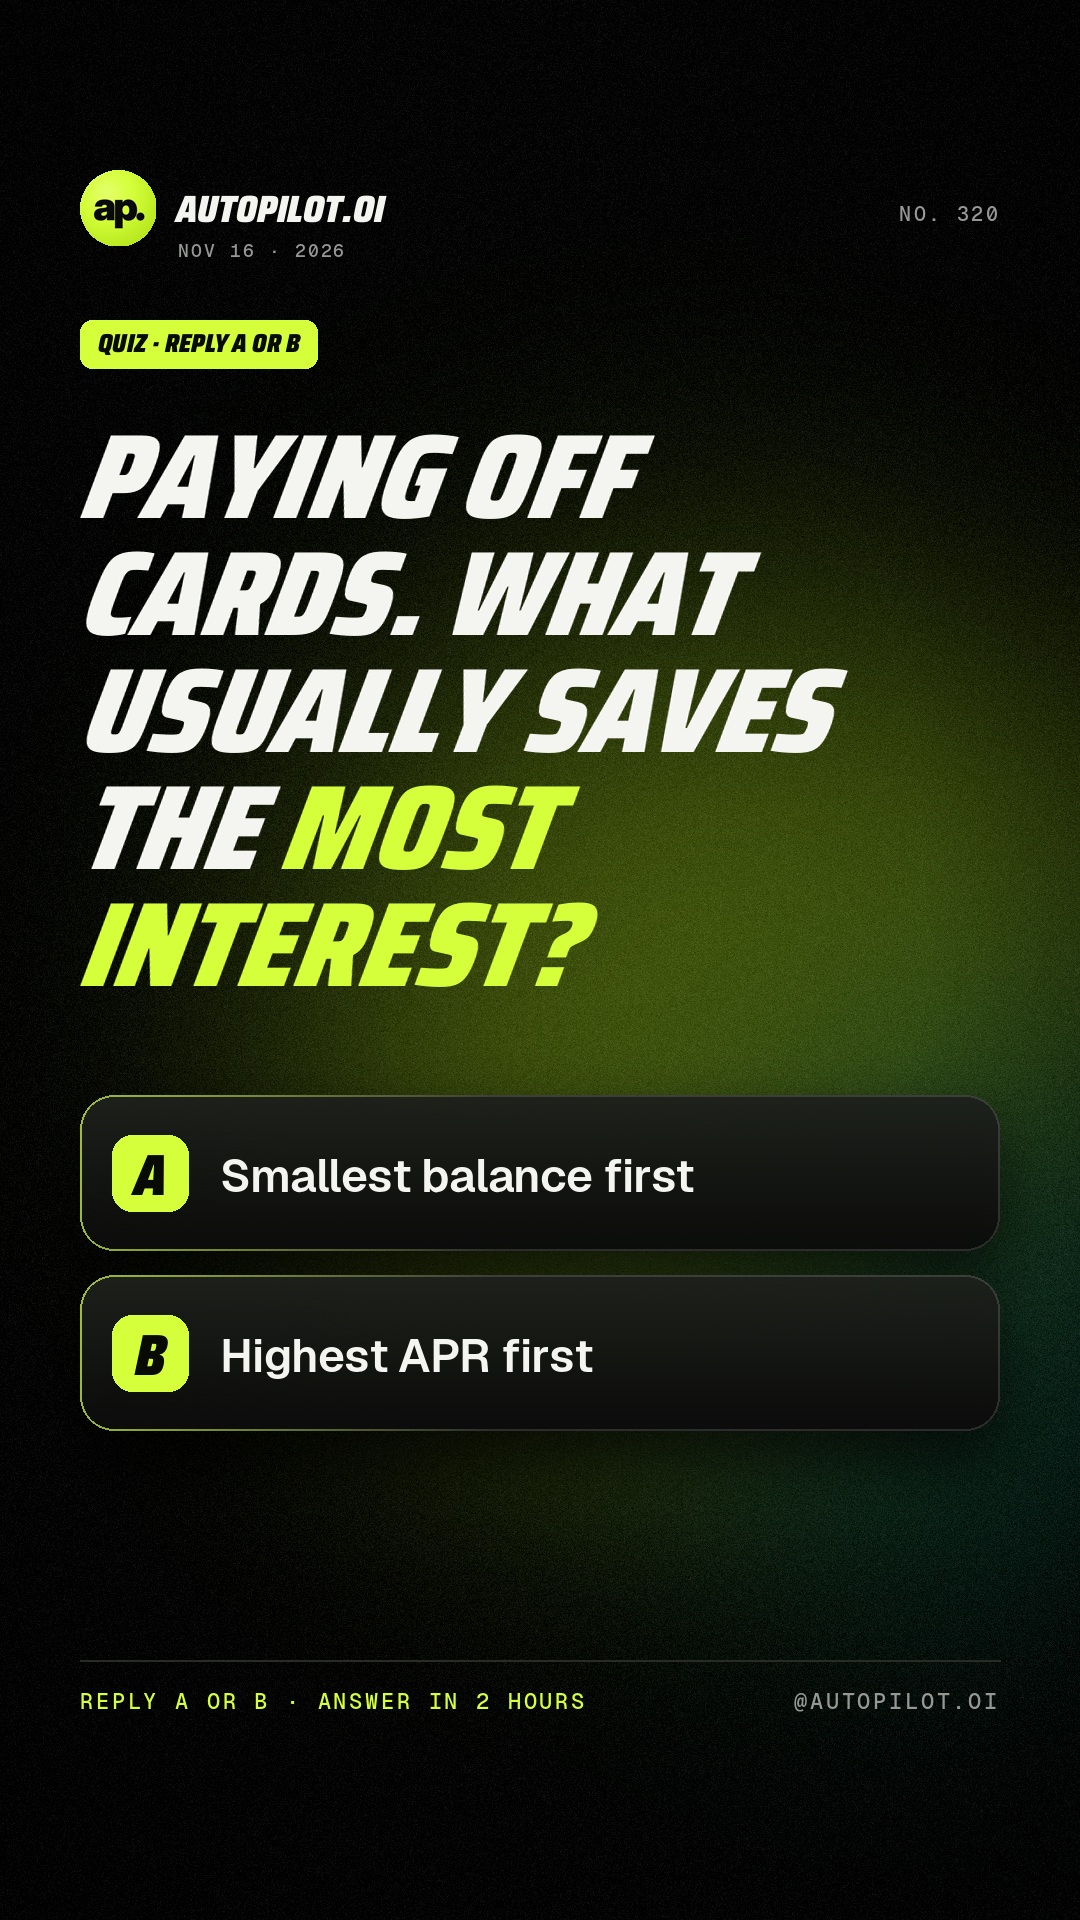 ap.
AUTOPILOT.OI
NO. 320
NOV 16 · 2026
QUIZ · REPLY A OR B
PAYING OFF
CARDS. WHAT
USUALLY SAVES
THE MOST
INTEREST?
A Smallest balance first
B Highest APR first
REPLY A OR B · ANSWER IN 2 HOURS
@AUTOPILOT.OI